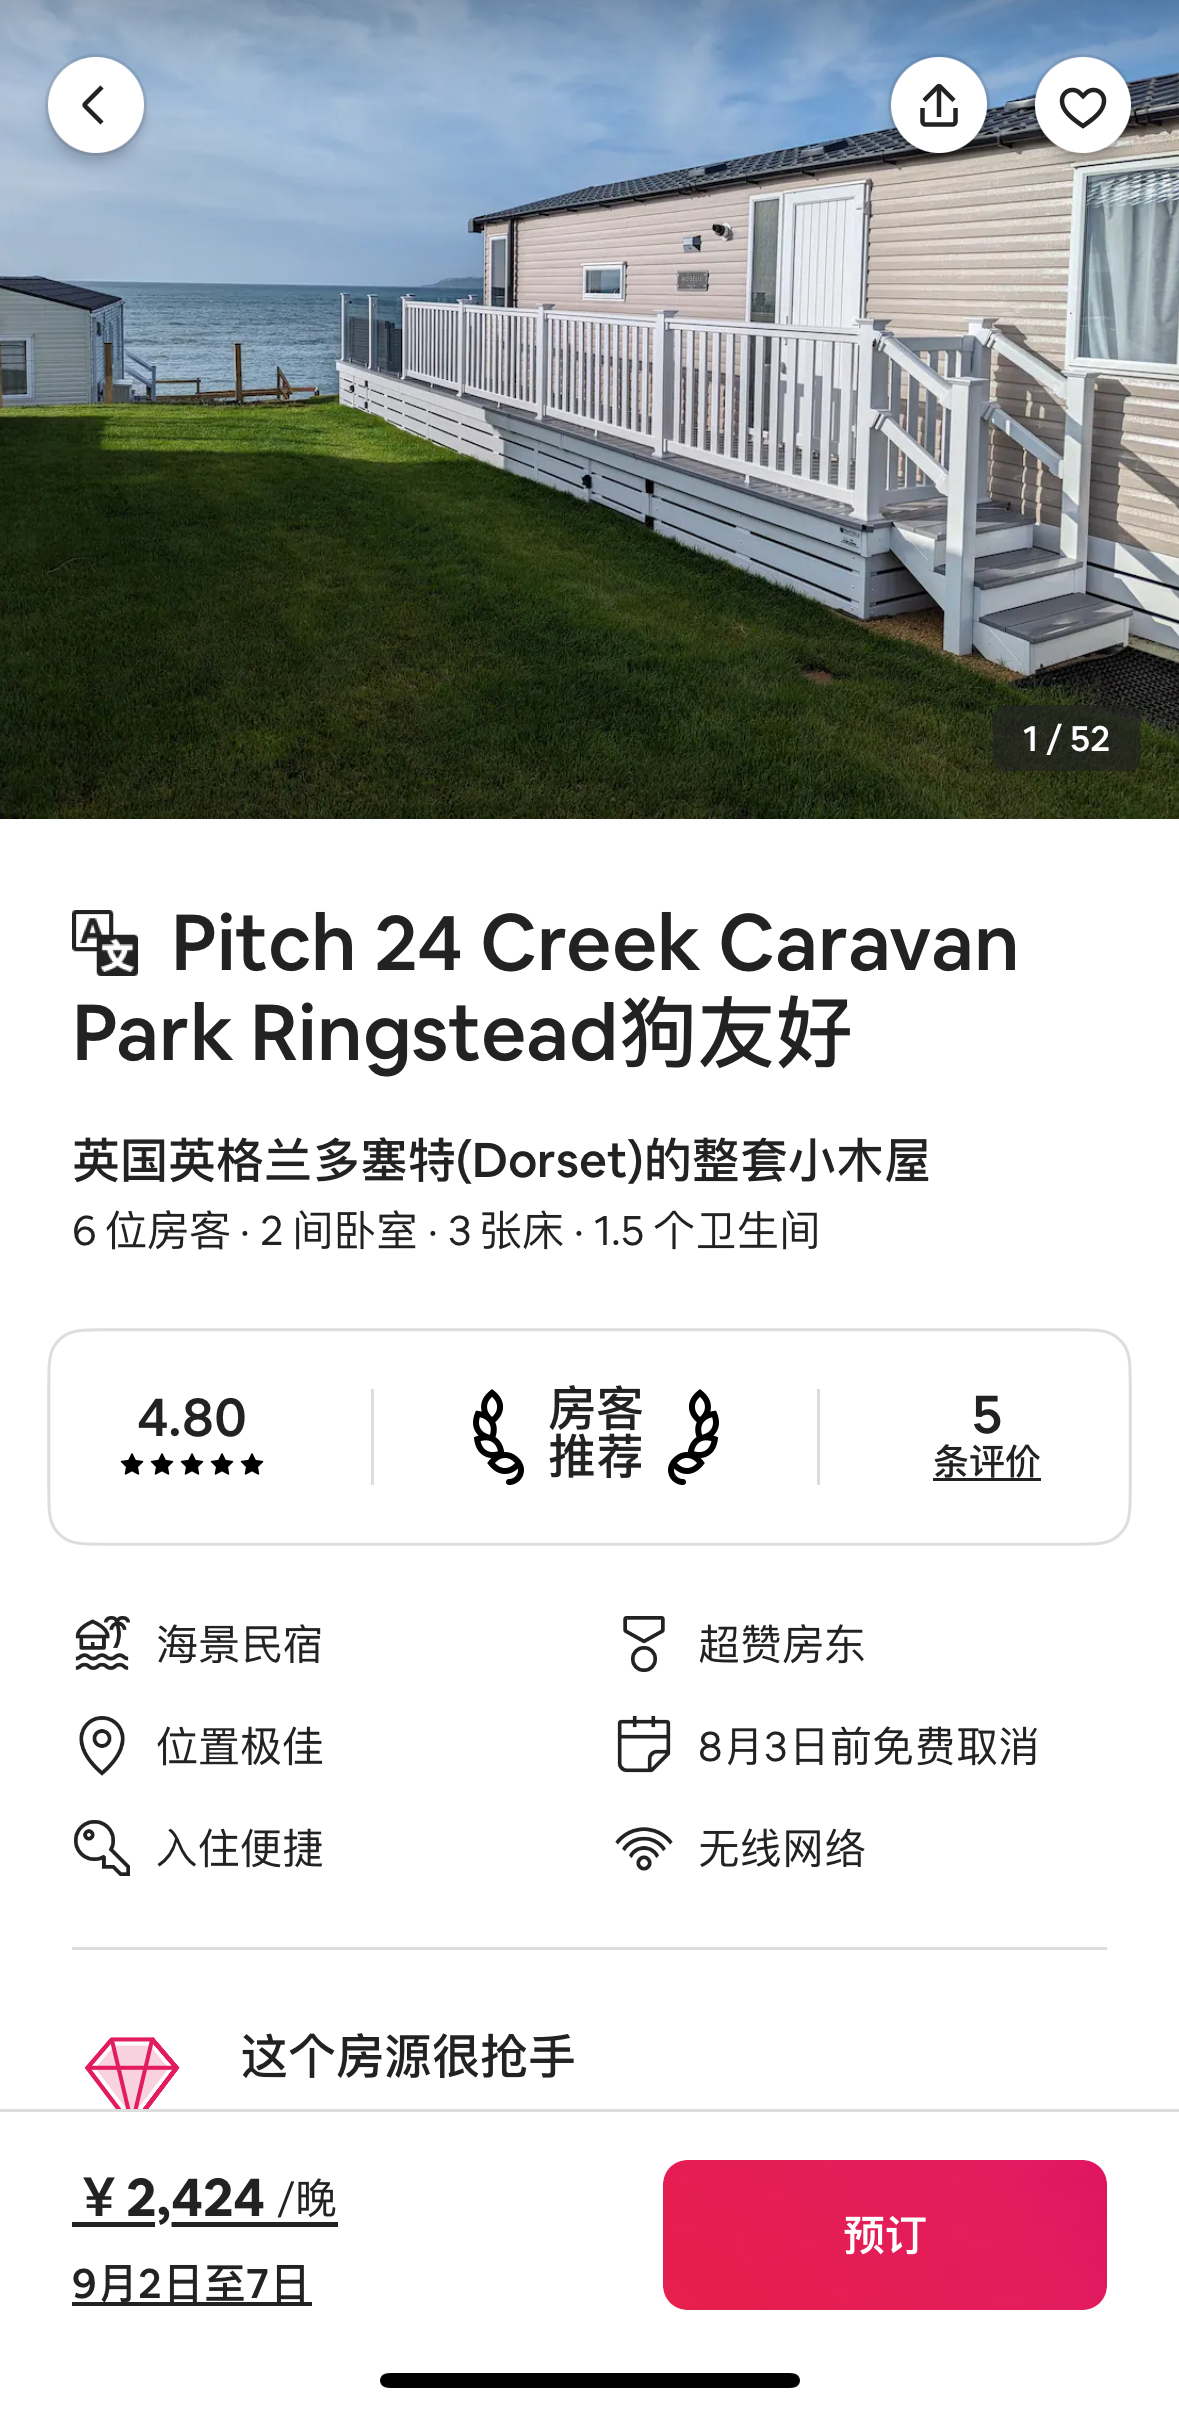 1 / 52
Pitch 24 Creek Caravan
Park Ringstead狗友好
英国英格兰多塞特(Dorset)的整套小木屋
6 位房客 · 2 间卧室 · 3 张床 · 1.5 个卫生间
4.80
房客
推荐
5
条评价
海景民宿
超赞房东
位置极佳
8月3日前免费取消
入住便捷
无线网络
这个房源很抢手
¥2,424 /晚
9月2日至7日
预订